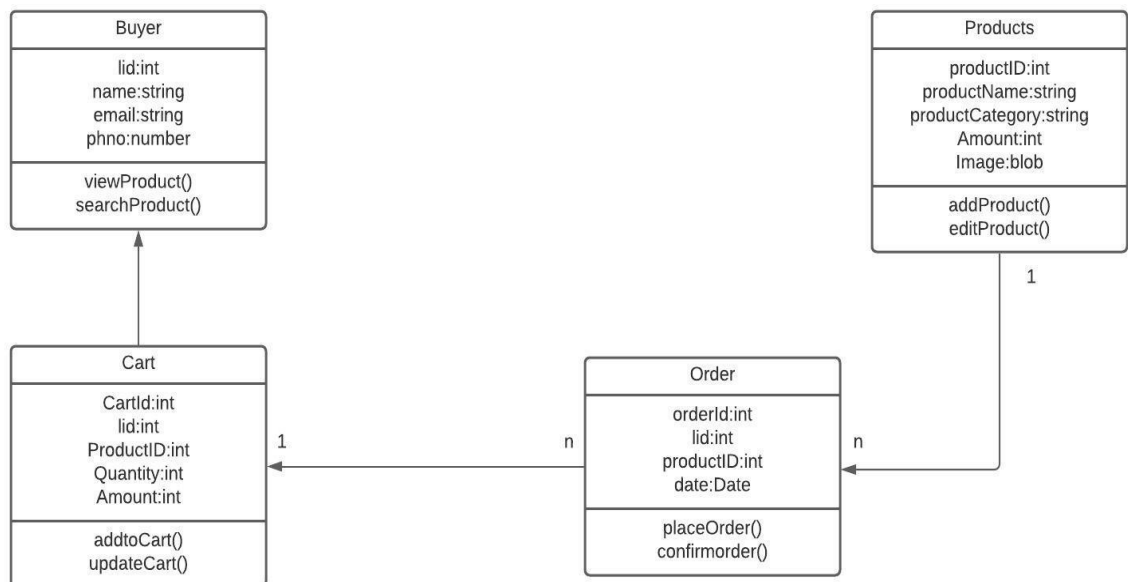 Buyer
lid:int
name:string
email:string
phno:number
viewProduct()
searchProduct()
Products
productID:int
productName:string
productCategory:string
Amount:int
Image:blob
addProduct()
editProduct()
1
Cart
CartId:int
lid:int
ProductID:int
Quantity:int
Amount:int
addtoCart()
updateCart()
1
n
Order
orderId:int
lid:int
productID:int
date:Date
placeOrder()
confirmorder()
n